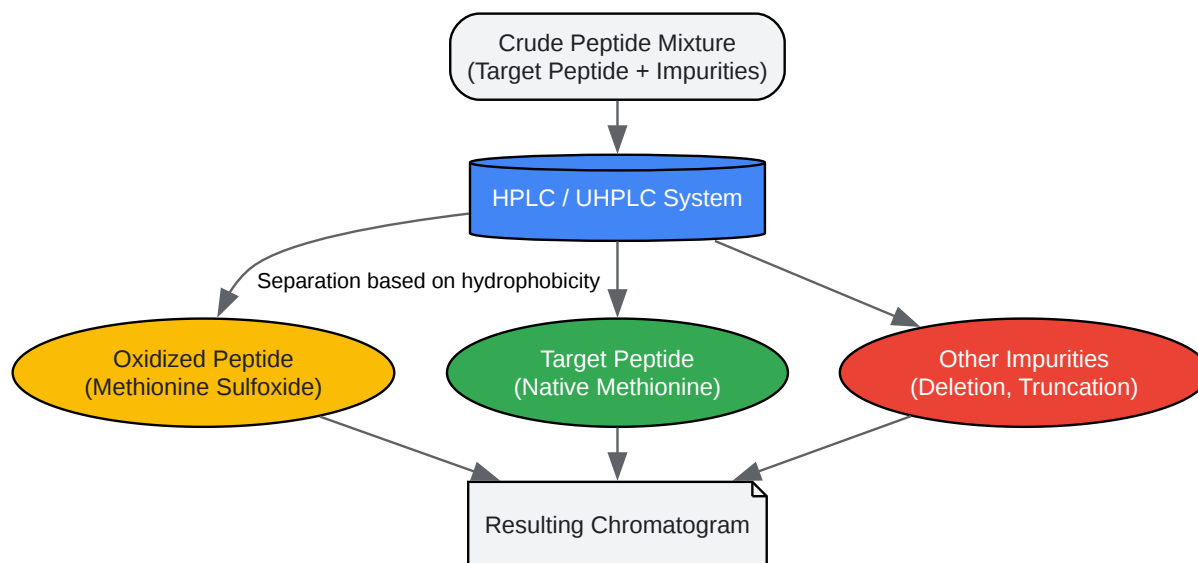 Crude Peptide Mixture
(Target Peptide + Impurities)
HPLC / UHPLC System
Separation based on hydrophobicity
Oxidized Peptide
(Methionine Sulfoxide)
Target Peptide
(Native Methionine)
Other Impurities
(Deletion, Truncation)
Resulting Chromatogram